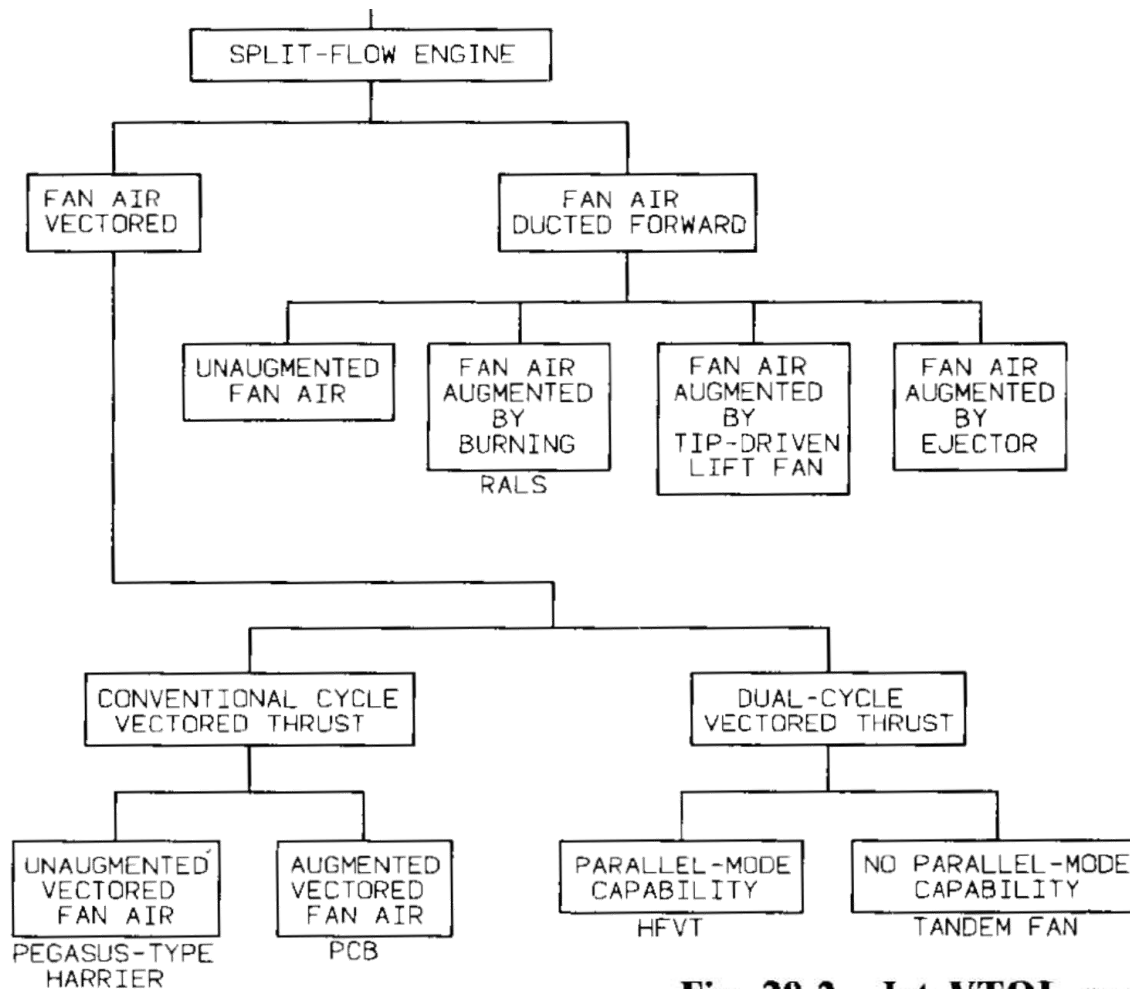 SPLIT-FLOW ENGINE
FAN AIR
VECTORED
FAN AIR
DUCTED FORWARD
UNAUGMENTED
FAN AIR
FAN AIR
AUGMENTED
BY
BURNING
RALS
FAN AIR
AUGMENTED
BY
TIP-DRIVEN
LIFT FAN
FAN AIR
AUGMENTED
BY
EJECTOR
CONVENTIONAL CYCLE
VECTORED THRUST
DUAL-CYCLE
VECTORED THRUST
UNAUGMENTED
VECTORED
FAN AIR
PEGASUS-TYPE
HARRIER
AUGMENTED
VECTORED
FAN AIR
PCB
PARALLEL-MODE
CAPABILITY
HFVT
NO PARALLEL-MODE
CAPABILITY
TANDEM FAN
Jet VTOL